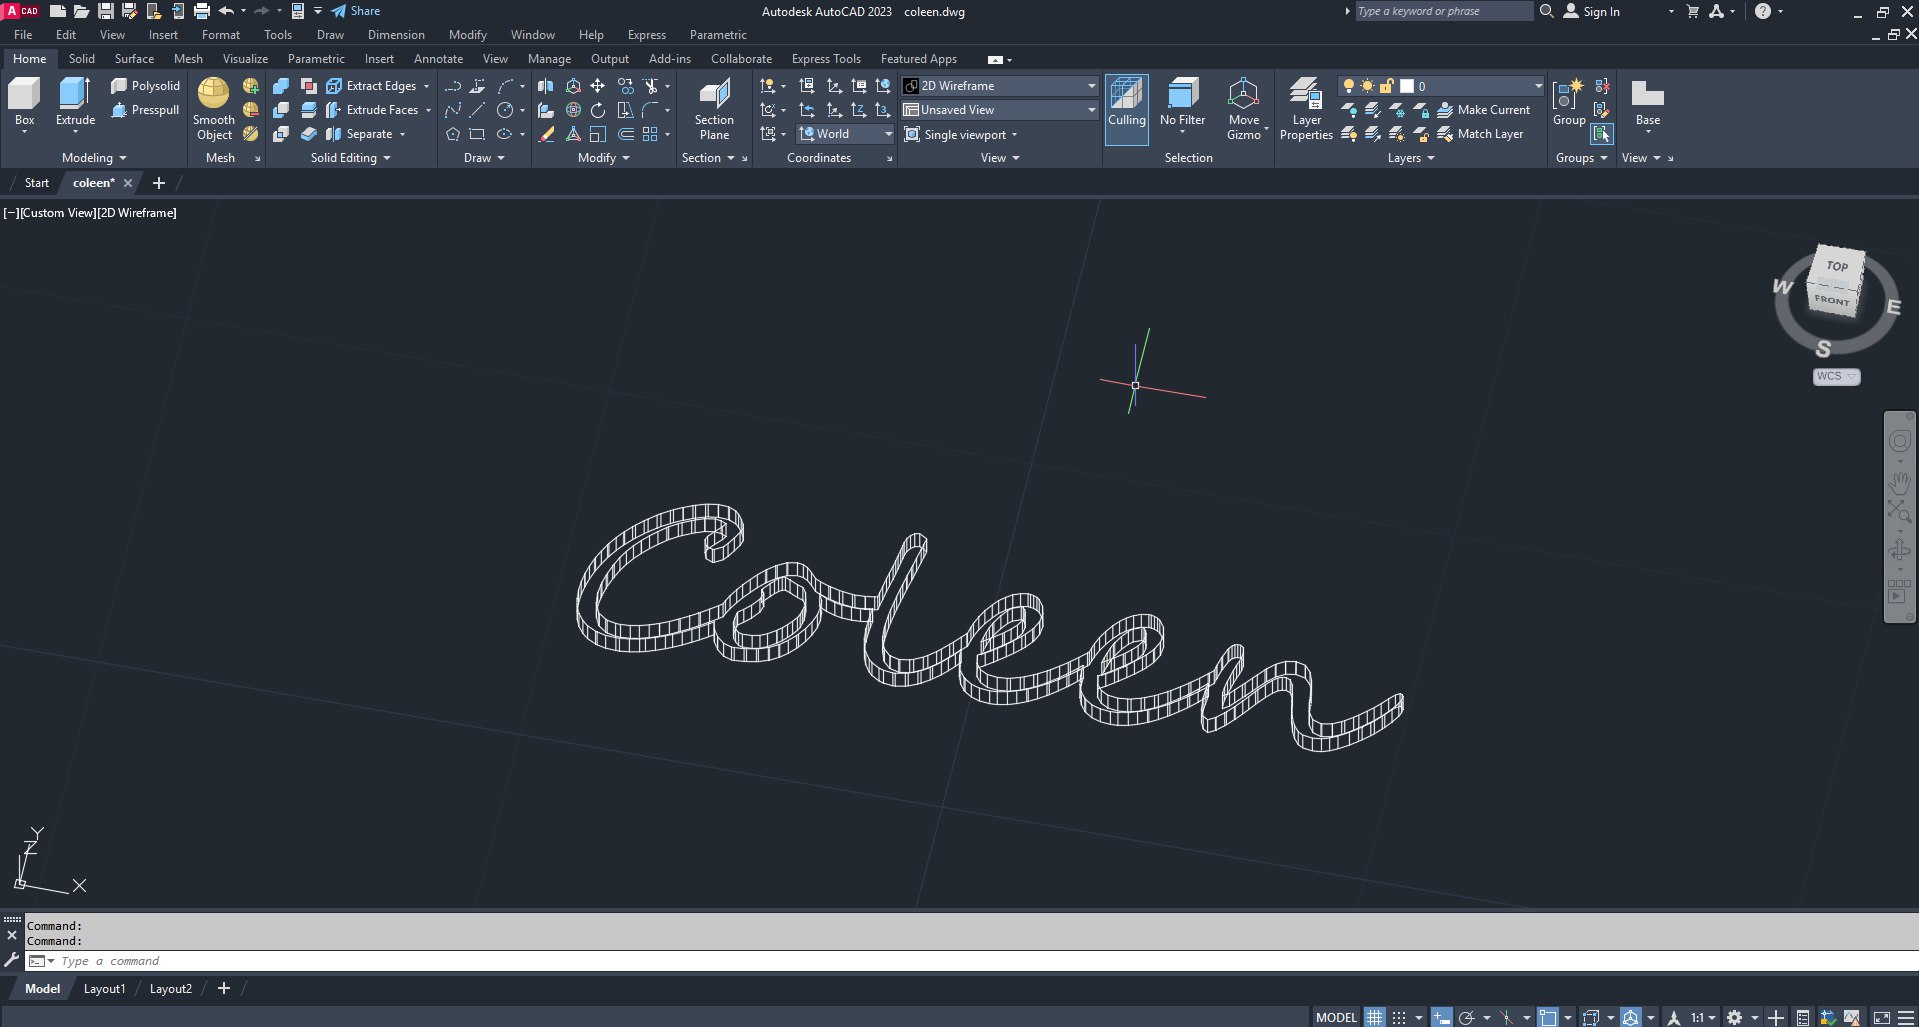 A CAD Share Autodesk AutoCAD 2023 coleen.dwg Type a keyword or phrase Sign In
File Edit View Insert Format Tools Draw Dimension Modify Window Help Express Parametric
Home Solid Surface Mesh Visualize Parametric Insert Annotate View Manage Output Add-ins Collaborate Express Tools Featured Apps
Polysolid Extract Edges 2D Wireframe 0
Presspull Extrude Faces Unsaved View Make Current
Box Extrude Smooth Object Separate Section Plane World Single viewport Culling No Filter Move Gizmo Layer Properties Match Layer Group Base
Modeling Mesh Solid Editing Draw Modify Section Coordinates View Selection Layers Groups View
Start coleen* +
[−][Custom View][2D Wireframe]
TOP
W FRONT E
S
WCS
Coleen
Y
Z
X
Command:
Command:
Type a command
Model Layout1 Layout2 +
MODEL 1:1